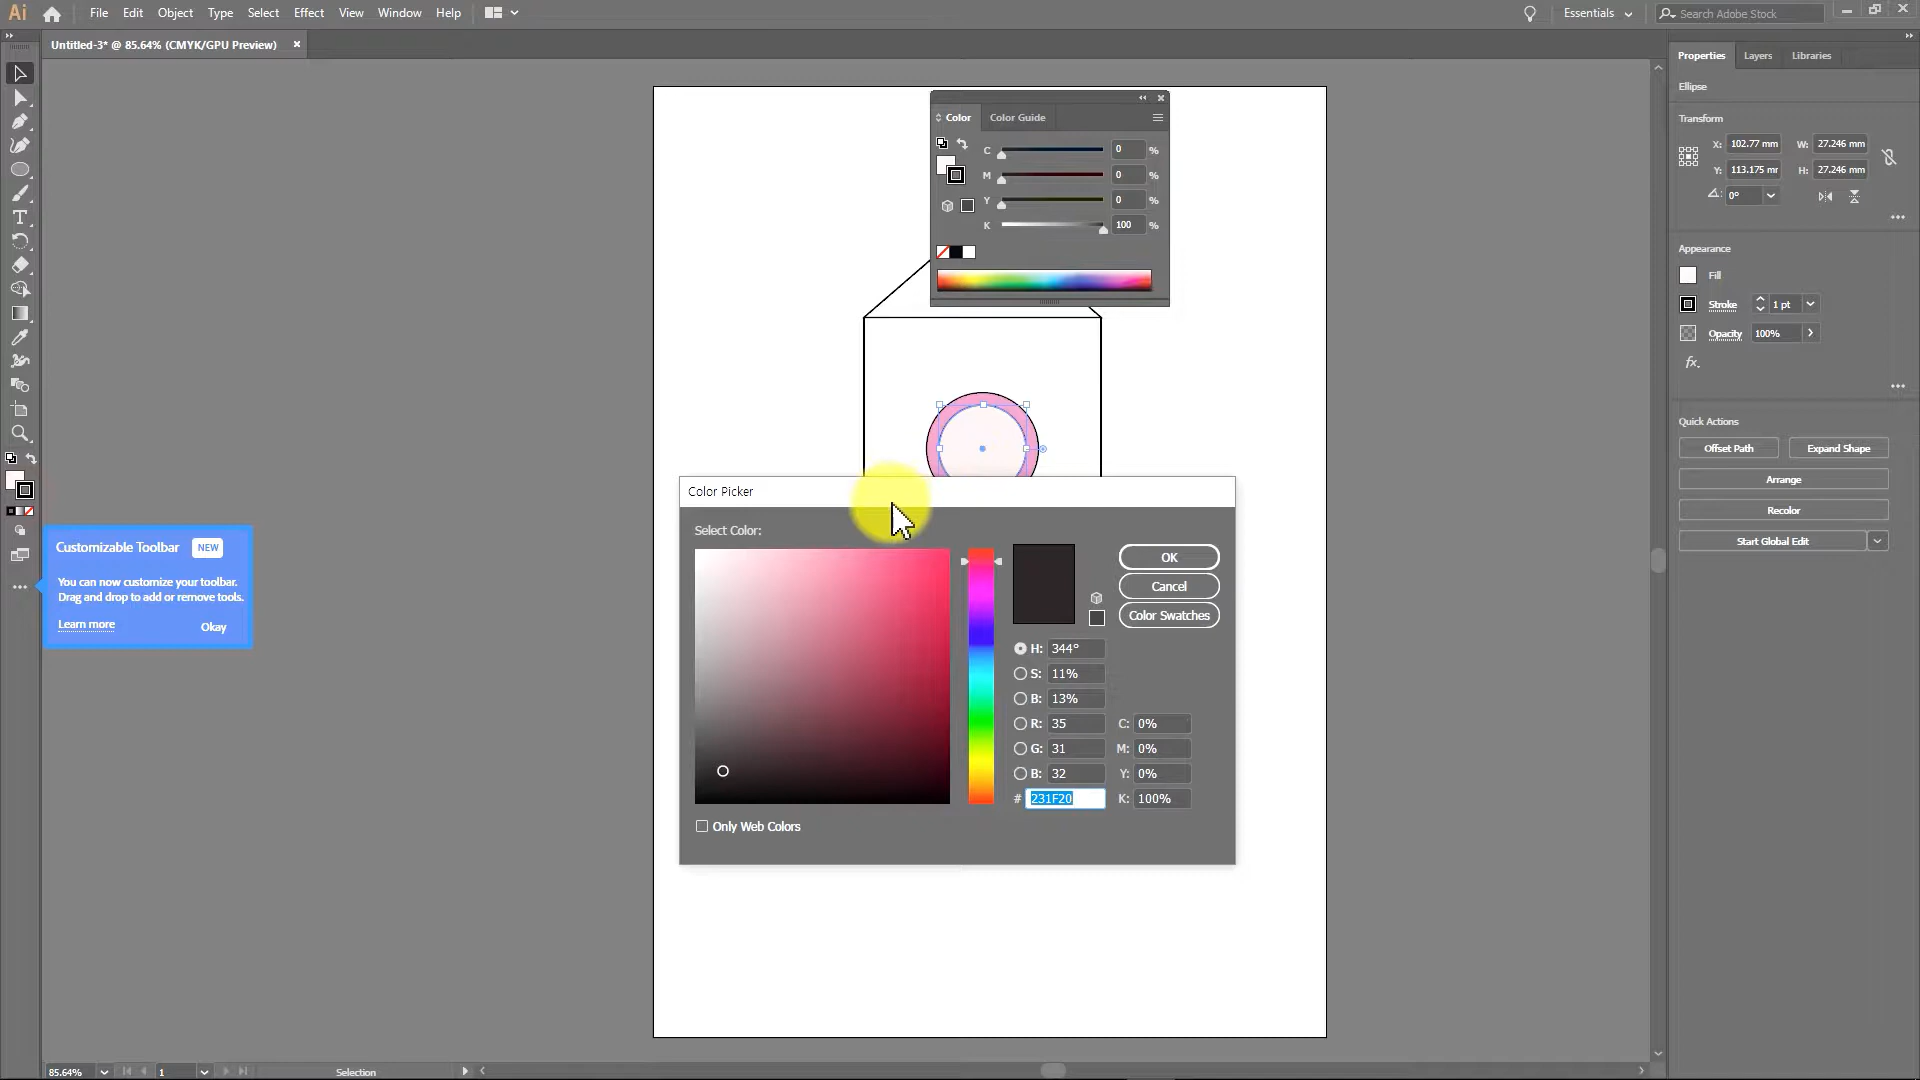 Ai File Edit Object Type Select Effect View Window Help Essentials Search Adobe Stock
Untitled-3* @ 85.64% (CMYK/GPU Preview)
Customizable Toolbar NEW
You can now customize your toolbar.
Drag and drop to add or remove tools.
Learn more Okay
Color Color Guide
C 0 %
M 0 %
Y 0 %
K 100 %
Color Picker
Select Color:
OK
Cancel
Color Swatches
H: 344°
S: 11%
B: 13%
R: 35 C: 0%
G: 31 M: 0%
B: 32 Y: 0%
# 231F20 K: 100%
Only Web Colors
Properties Layers Libraries
Ellipse
Transform
X: 102.77 mm W: 27.246 mm
Y: 113.175 mr H: 27.246 mm
0°
Appearance
Fill
Stroke 1 pt
Opacity 100%
fx.
Quick Actions
Offset Path Expand Shape
Arrange
Recolor
Start Global Edit
85.64% 1 Selection